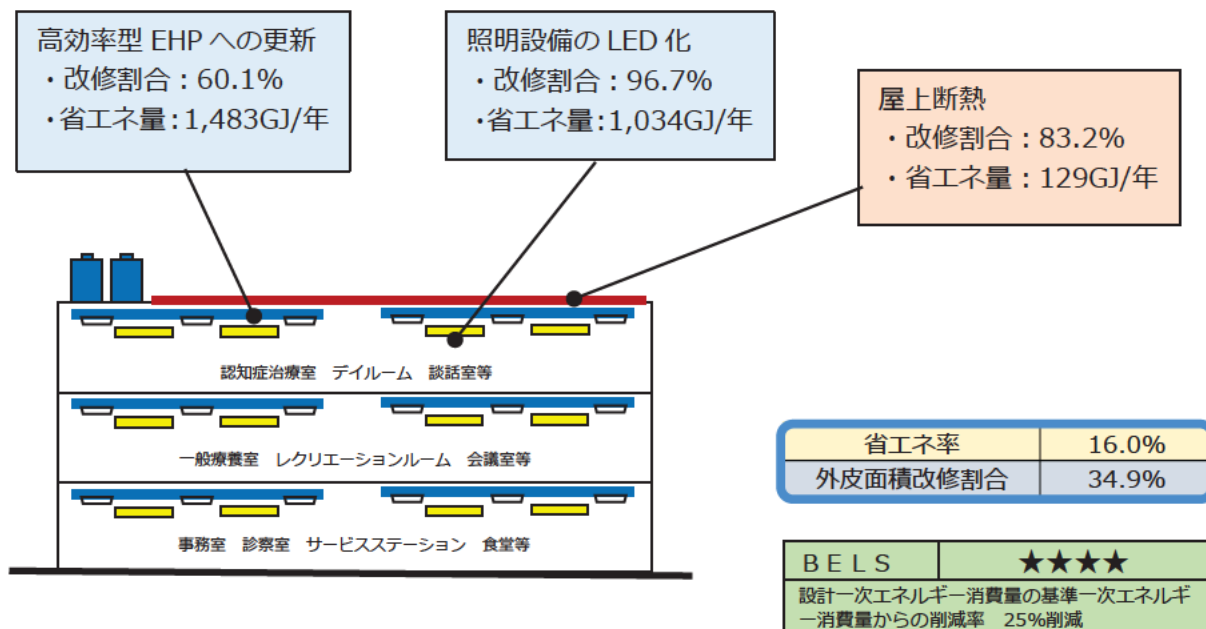 高効率型 EHP への更新
・改修割合：60.1%
・省エネ量：1,483GJ/年
照明設備の LED 化
・改修割合：96.7%
・省エネ量：1,034GJ/年
屋上断熱
・改修割合：83.2%
・省エネ量：129GJ/年
認知症治療室　デイルーム　談話室等
一般療養室　レクリエーションルーム　会議室等
事務室　診察室　サービスステーション　食堂等
省エネ率　16.0%
外皮面積改修割合　34.9%
ＢＥＬＳ　★★★★
設計一次エネルギー消費量の基準一次エネルギ
ー消費量からの削減率　25%削減